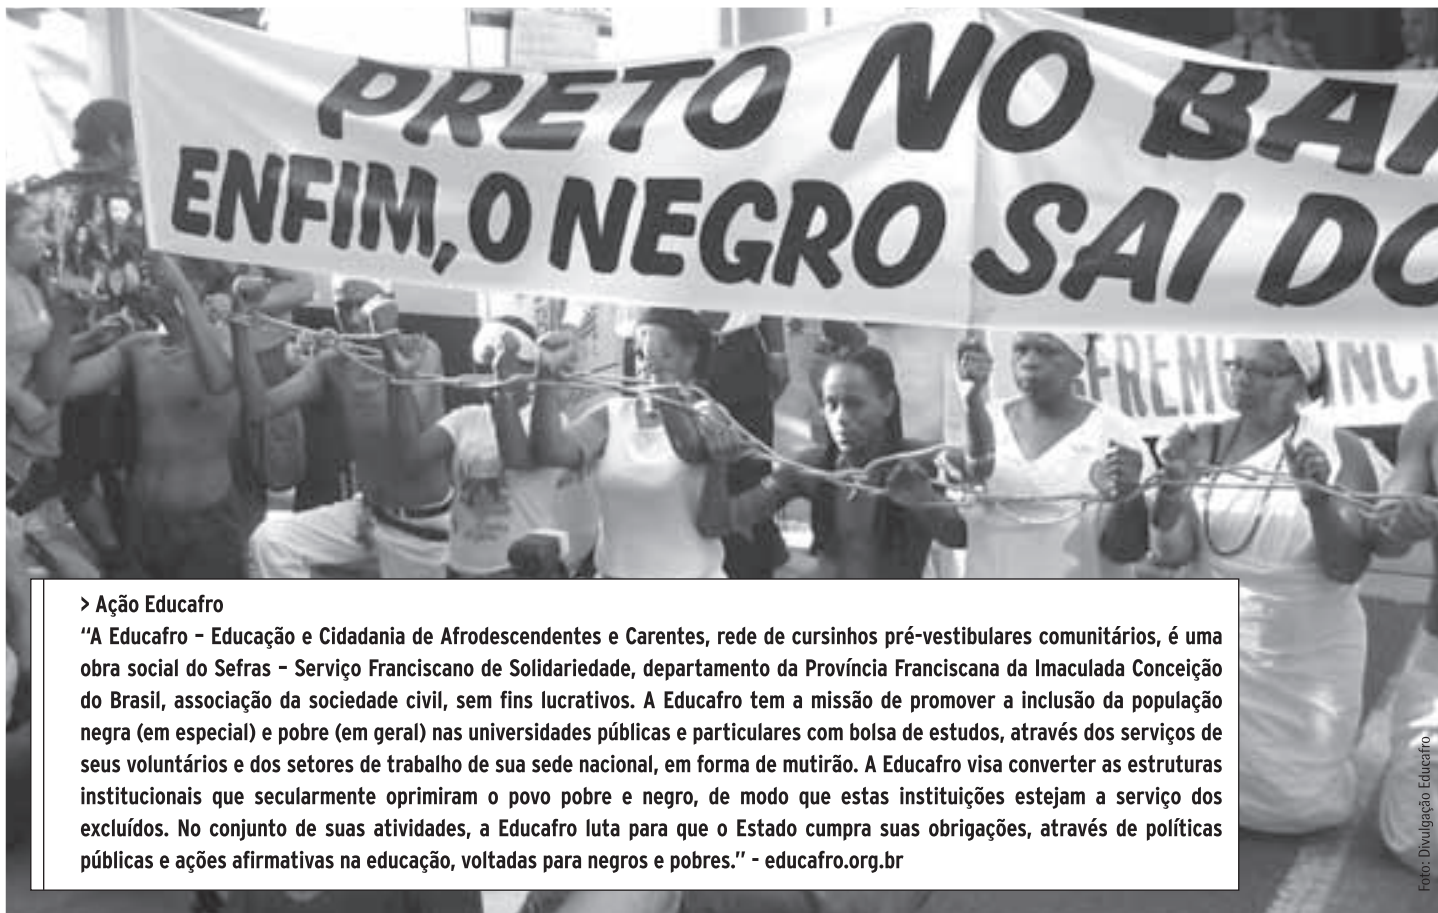 PRETO NO BA
ENFIM, O NEGRO SAI DO
FREM INC
> Ação Educafro
“A Educafro – Educação e Cidadania de Afrodescendentes e Carentes, rede de cursinhos pré-vestibulares comunitários, é uma
obra social do Sefras – Serviço Franciscano de Solidariedade, departamento da Província Franciscana da Imaculada Conceição
do Brasil, associação da sociedade civil, sem fins lucrativos. A Educafro tem a missão de promover a inclusão da população
negra (em especial) e pobre (em geral) nas universidades públicas e particulares com bolsa de estudos, através dos serviços de
seus voluntários e dos setores de trabalho de sua sede nacional, em forma de mutirão. A Educafro visa converter as estruturas
institucionais que secularmente oprimiram o povo pobre e negro, de modo que estas instituições estejam a serviço dos
excluídos. No conjunto de suas atividades, a Educafro luta para que o Estado cumpra suas obrigações, através de políticas
públicas e ações afirmativas na educação, voltadas para negros e pobres.” - educafro.org.br
Foto: Divulgação Educafro